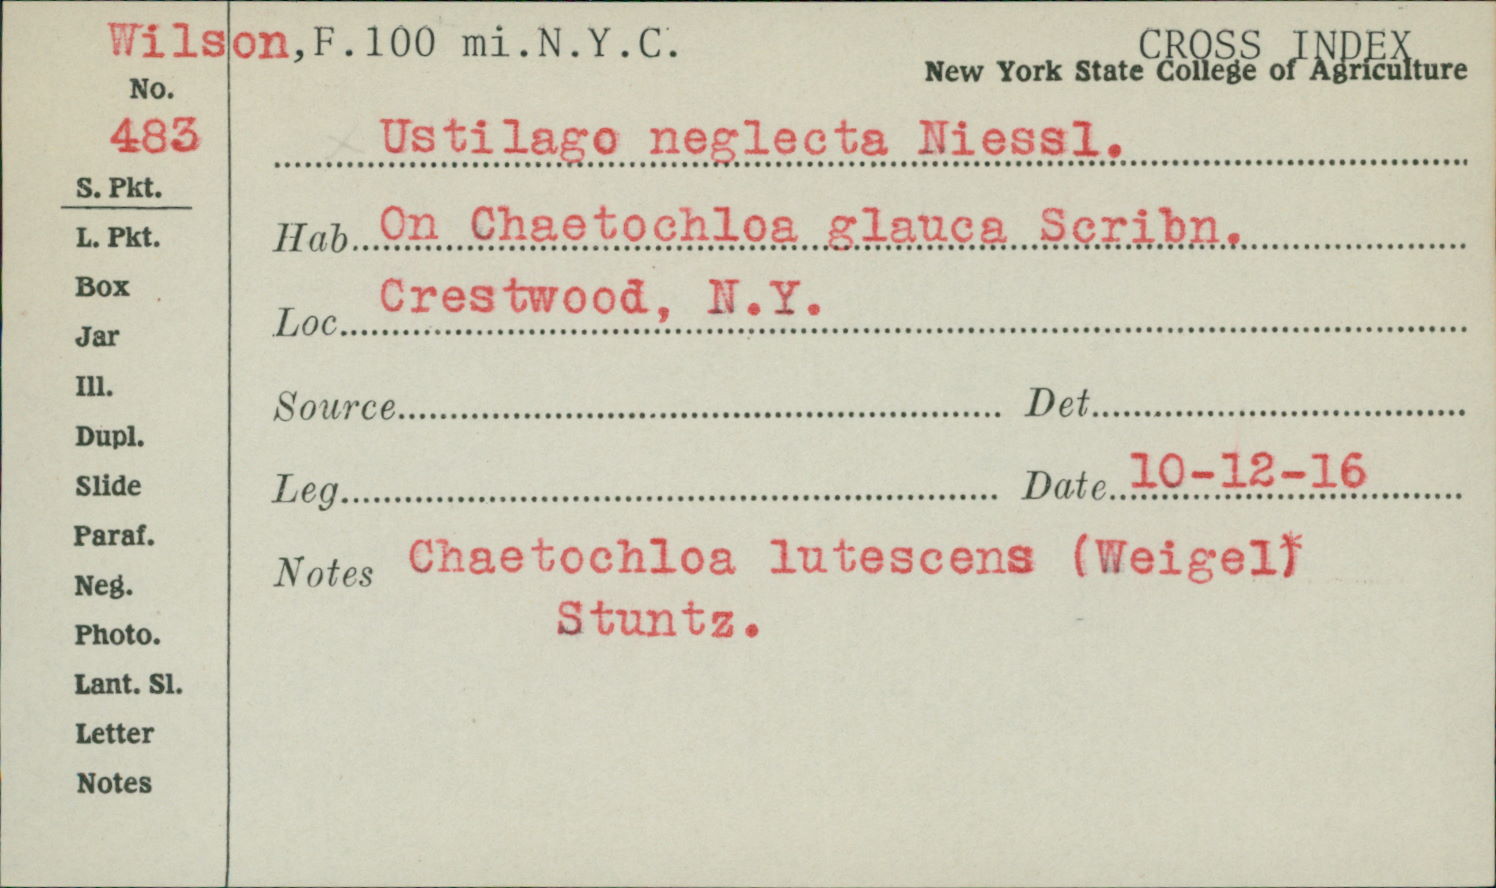 Wilson, F. 100 mi. N.Y.C.
CROSS INDEX
New York State College of Agriculture
No.
483
Ustilago neglecta Niessl.
S. Pkt.
Hab. On Chaetochloa glauca Scribn.
L. Pkt.
Box
Loc. Crestwood, N.Y.
Jar
Ill.
Source Det.
Dupl.
Slide
Leg. Date 10-12-16
Paraf.
Notes Chaetochloa lutescens (Weigel)
Stuntz.
Neg.
Photo.
Lant. Sl.
Letter
Notes